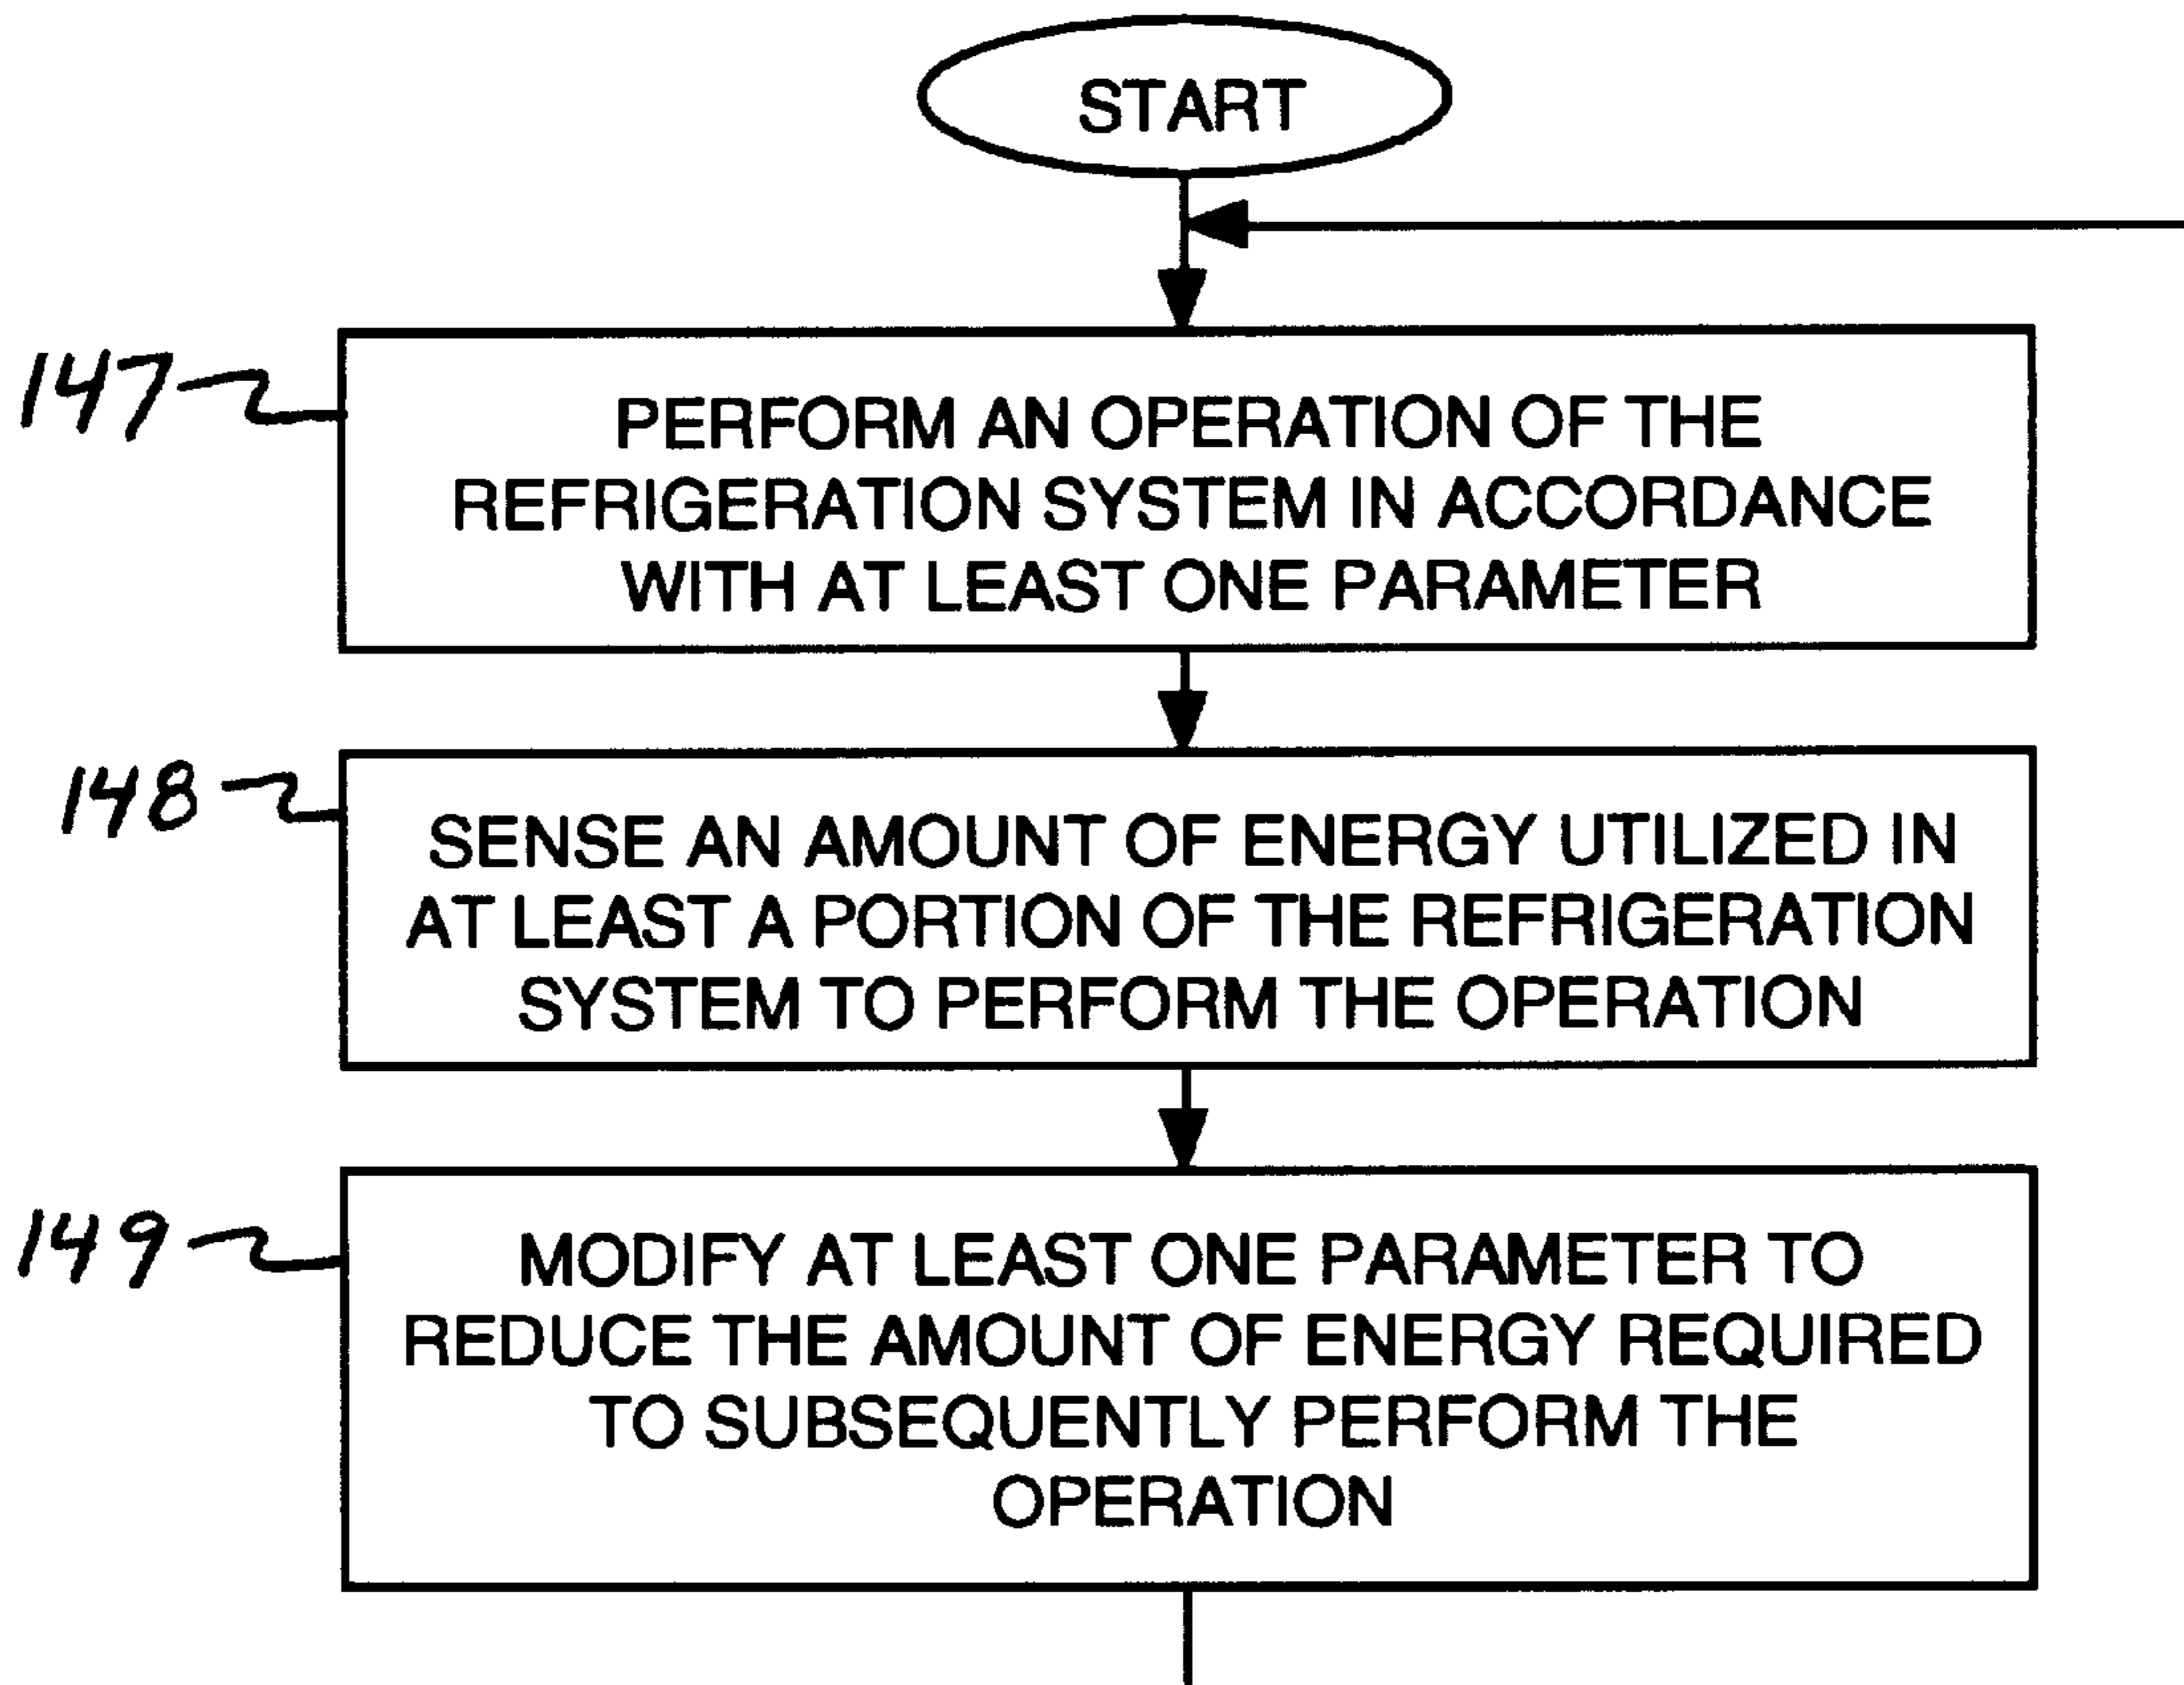 START
147
PERFORM AN OPERATION OF THE
REFRIGERATION SYSTEM IN ACCORDANCE
WITH AT LEAST ONE PARAMETER
148
SENSE AN AMOUNT OF ENERGY UTILIZED IN
AT LEAST A PORTION OF THE REFRIGERATION
SYSTEM TO PERFORM THE OPERATION
149
MODIFY AT LEAST ONE PARAMETER TO
REDUCE THE AMOUNT OF ENERGY REQUIRED
TO SUBSEQUENTLY PERFORM THE
OPERATION